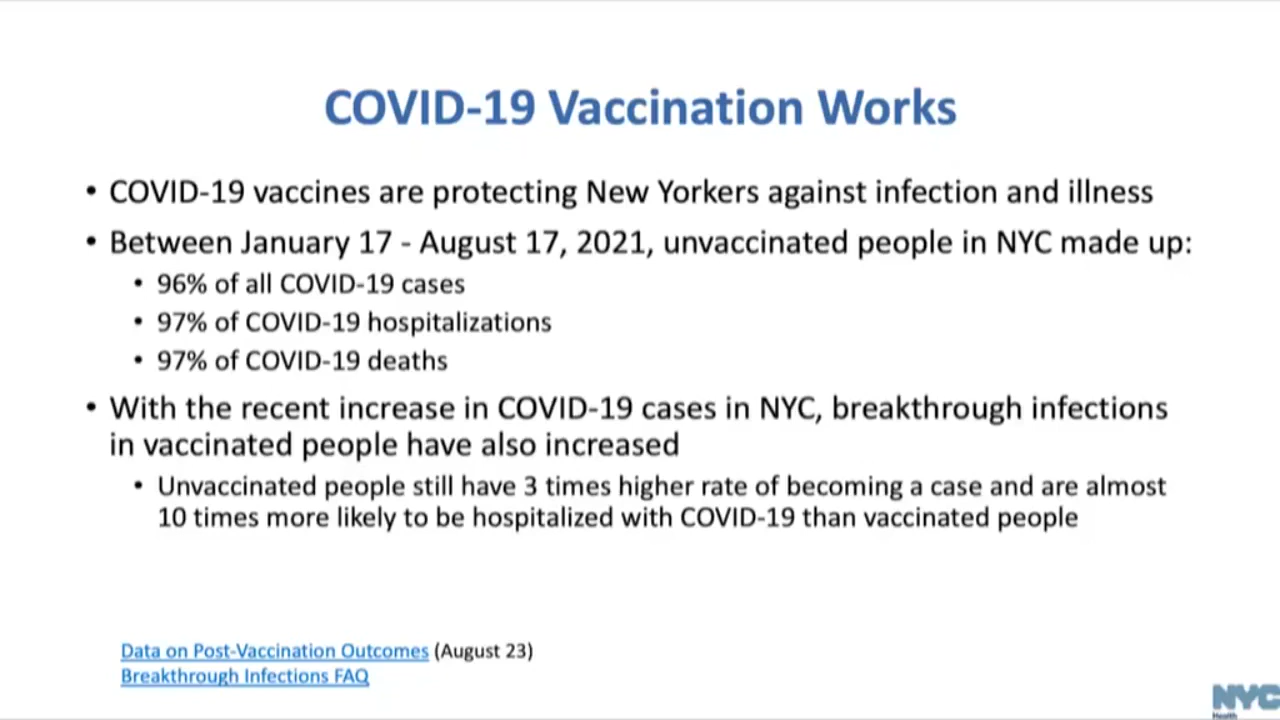 COVID-19 Vaccination Works
• COVID-19 vaccines are protecting New Yorkers against infection and illness
• Between January 17 - August 17, 2021, unvaccinated people in NYC made up:
• 96% of all COVID-19 cases
• 97% of COVID-19 hospitalizations
• 97% of COVID-19 deaths
• With the recent increase in COVID-19 cases in NYC, breakthrough infections
in vaccinated people have also increased
• Unvaccinated people still have 3 times higher rate of becoming a case and are almost
10 times more likely to be hospitalized with COVID-19 than vaccinated people
Data on Post-Vaccination Outcomes (August 23)
Breakthrough Infections FAQ
NYC
Health